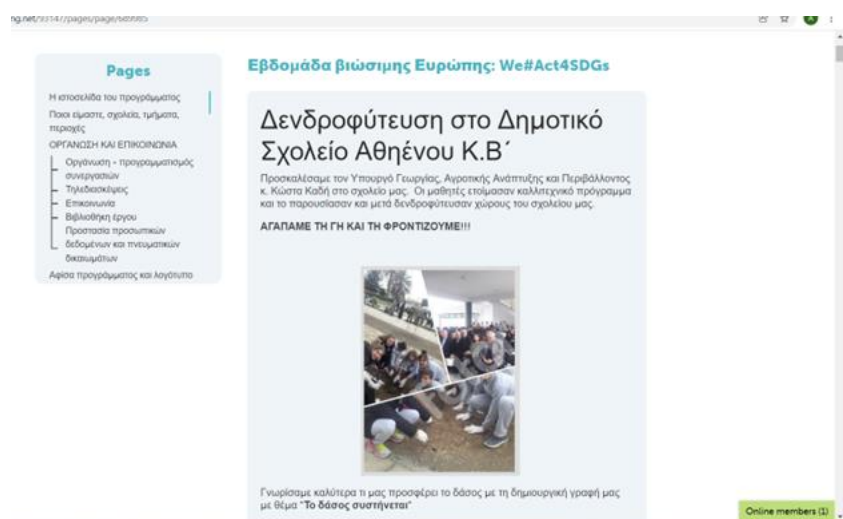 Pages
Η ιστοσελίδα του προγράμματος
Ποιοι είμαστε, σχολεία, τμήματα,
περιοχές
ΟΡΓΑΝΩΣΗ ΚΑΙ ΕΠΙΚΟΙΝΩΝΙΑ
Οργάνωση - προγραμματισμός
συνεργασιών
Τηλεδιασκέψεις
Επικοινωνία
Βιβλιοθήκη έργου
Προστασία προσωπικών
δεδομένων και πνευματικών
δικαιωμάτων
Αφίσα προγράμματος και λογότυπο
Εβδομάδα βιώσιμης Ευρώπης: We#Act4SDGs
Δενδροφύτευση στο Δημοτικό
Σχολείο Αθηένου Κ.Β΄
Προσκαλέσαμε τον Υπουργό Γεωργίας, Αγροτικής Ανάπτυξης και Περιβάλλοντος
κ. Κώστα Καδή στο σχολείο μας. Οι μαθητές ετοίμασαν καλλιτεχνικό πρόγραμμα
και το παρουσίασαν και μετά δενδροφύτευσαν χώρους του σχολείου μας.
ΑΓΑΠΑΜΕ ΤΗ ΓΗ ΚΑΙ ΤΗ ΦΡΟΝΤΙΖΟΥΜΕ!!!
Γνωρίσαμε καλύτερα τι μας προσφέρει το δάσος με τη δημιουργική γραφή μας
με θέμα "Το δάσος συστήνεται"
Online members (1)